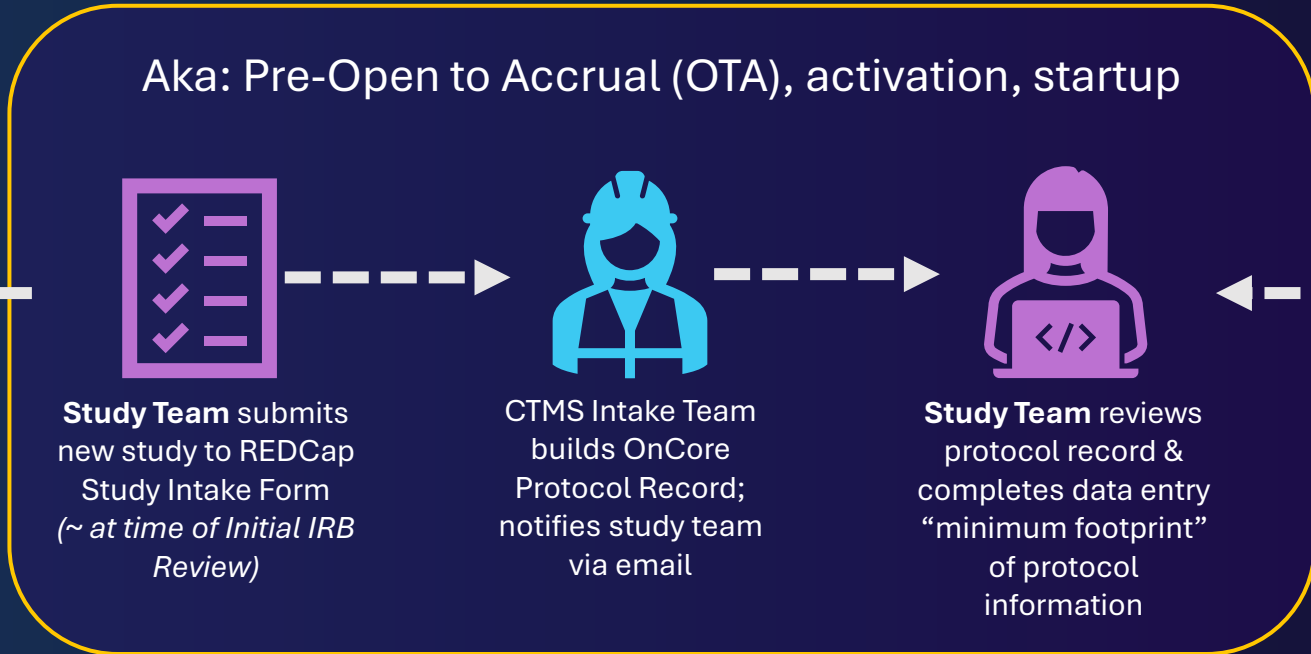 Aka: Pre-Open to Accrual (OTA), activation, startup
Study Team submits
new study to REDCap
Study Intake Form
(~ at time of Initial IRB
Review)
CTMS Intake Team
builds OnCore
Protocol Record;
notifies study team
via email
</>
Study Team reviews
protocol record &
completes data entry
“minimum footprint”
of protocol
information